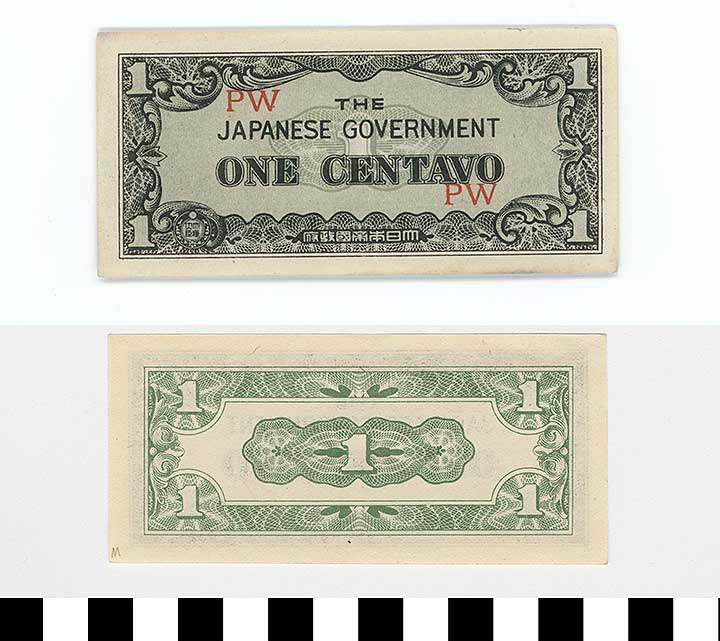 1 1
PW
THE
JAPANESE GOVERNMENT
1
ONE CENTAVO
PW
1 1
府政國帝本日大
1 1
1
1 1
M